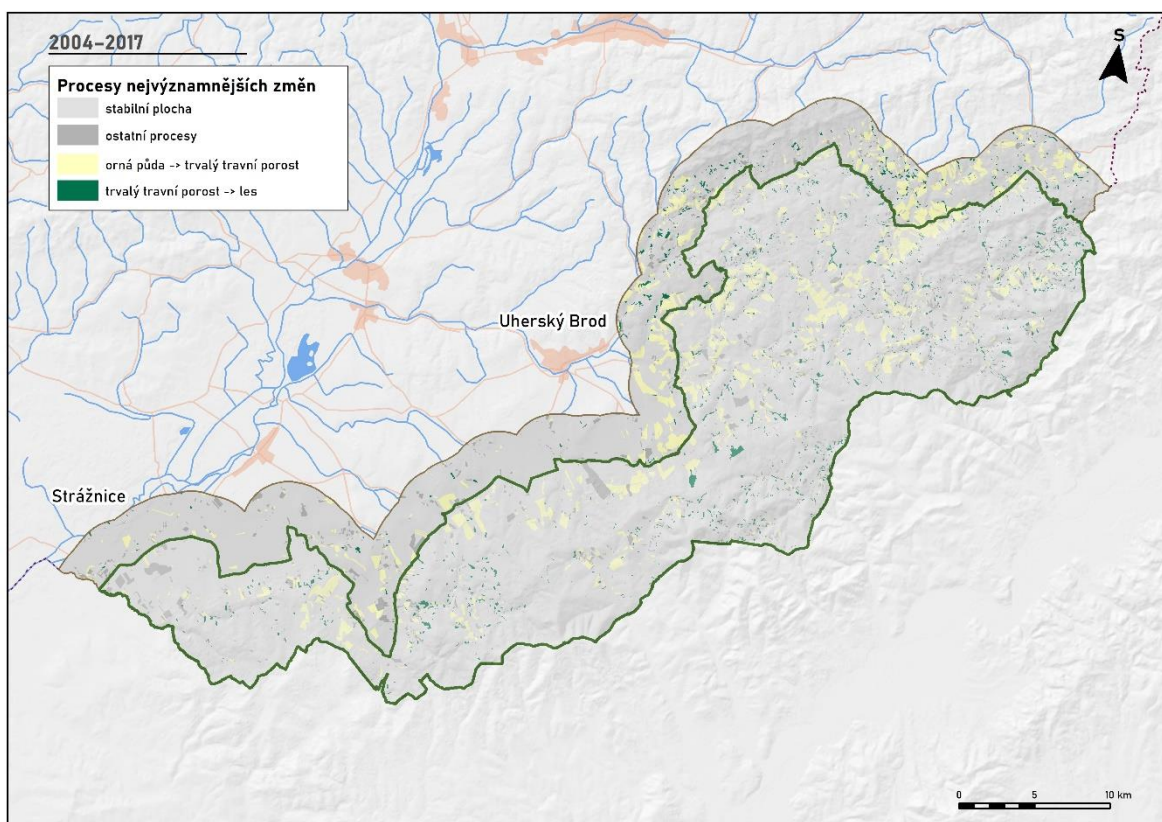 2004–2017
S
Procesy nejvýznamnějších změn
stabilní plocha
ostatní procesy
orná půda -> trvalý travní porost
trvalý travní porost -> les
Uherský Brod
Strážnice
0 5 10 km